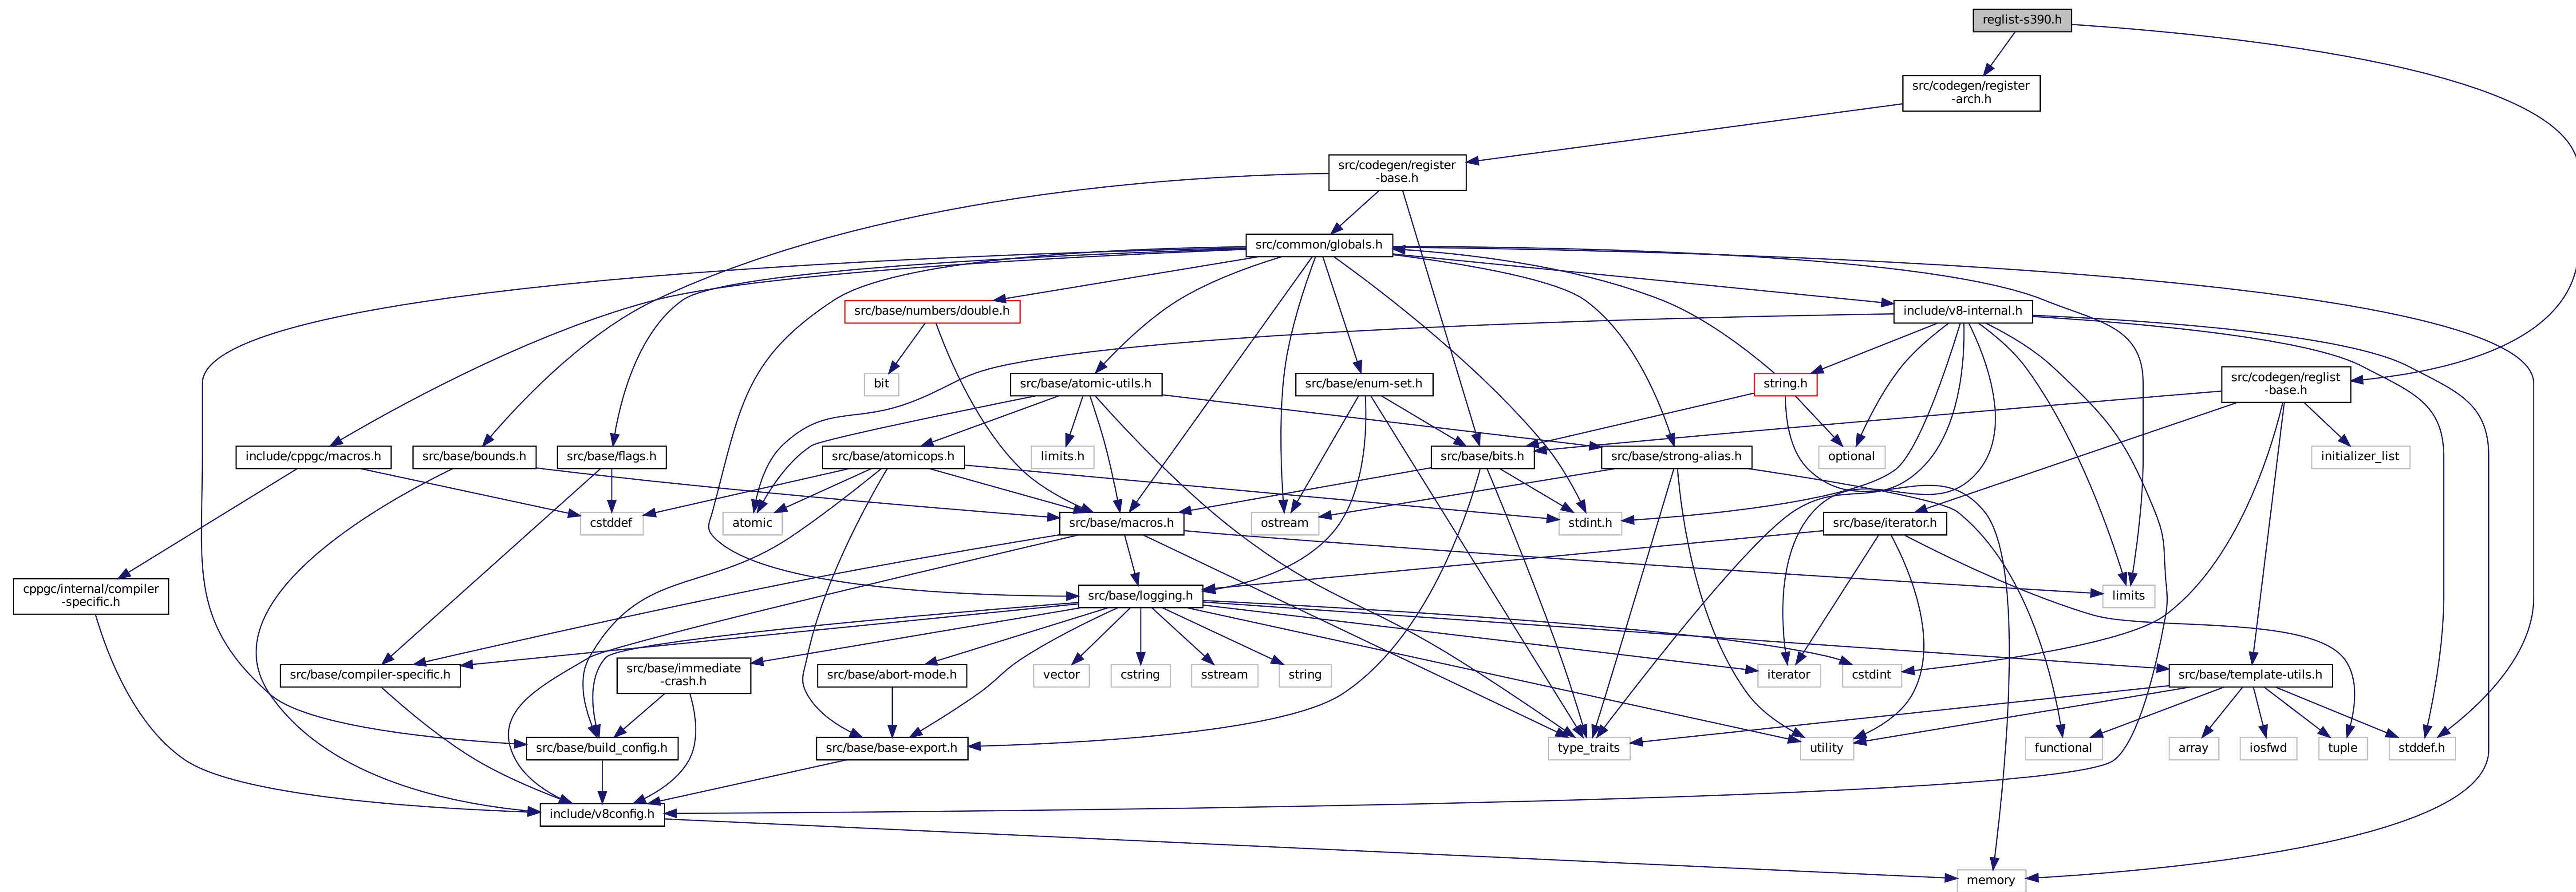 reglist-s390.h
src/codegen/register
-arch.h
src/codegen/register
-base.h
src/common/globals.h
src/base/numbers/double.h
include/v8-internal.h
bit
src/base/atomic-utils.h
src/base/enum-set.h
string.h
src/codegen/reglist
-base.h
include/cppgc/macros.h
src/base/bounds.h
src/base/flags.h
src/base/atomicops.h
limits.h
src/base/bits.h
src/base/strong-alias.h
optional
initializer_list
cstddef
atomic
src/base/macros.h
ostream
stdint.h
src/base/iterator.h
cppgc/internal/compiler
-specific.h
src/base/logging.h
limits
src/base/compiler-specific.h
src/base/immediate
-crash.h
src/base/abort-mode.h
vector
cstring
sstream
string
iterator
cstdint
src/base/template-utils.h
src/base/build_config.h
src/base/base-export.h
type_traits
utility
functional
array
iosfwd
tuple
stddef.h
include/v8config.h
memory